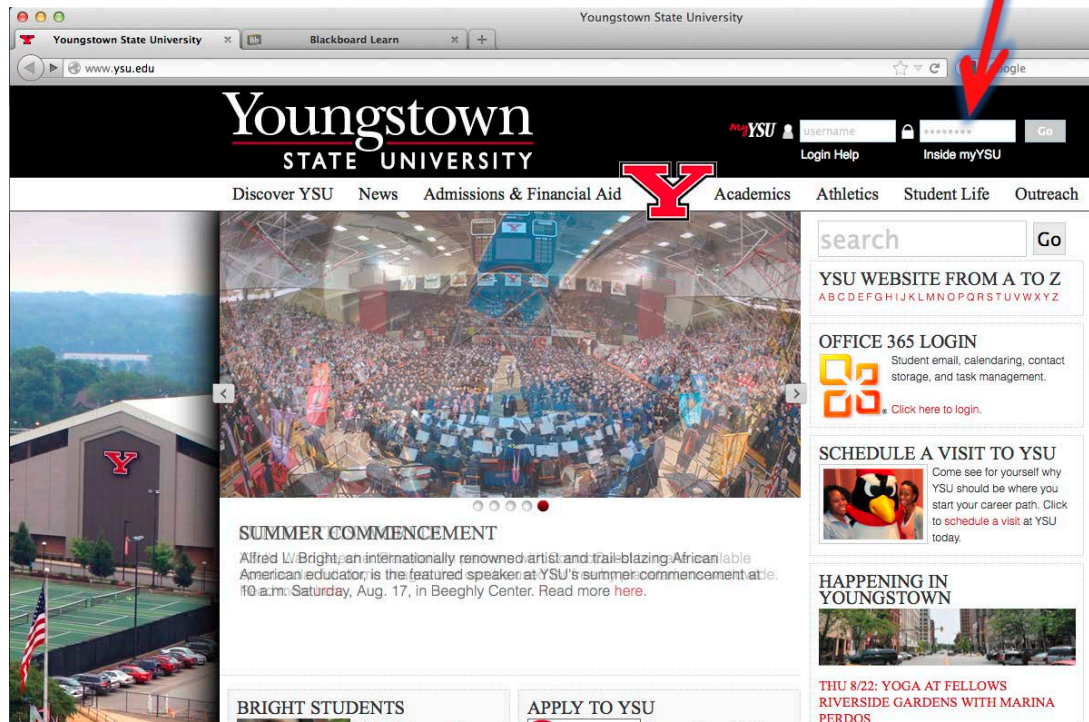 Youngstown State University
Youngstown State University
Blackboard Learn
www.ysu.edu
Youngstown
STATE UNIVERSITY
myYSU username Go
Login Help Inside myYSU
Discover YSU News Admissions & Financial Aid Y Academics Athletics Student Life Outreach
search Go
YSU WEBSITE FROM A TO Z
A B C D E F G H I J K L M N O P Q R S T U V W X Y Z
OFFICE 365 LOGIN
Student email, calendaring, contact
storage, and task management.
Click here to login.
SCHEDULE A VISIT TO YSU
Come see for yourself why
YSU should be where you
start your career path. Click
to schedule a visit at YSU
today.
SUMMER COMMENCEMENT
Alfred L. Bright, an internationally renowned artist and trail-blazing African
American educator, is the featured speaker at YSU's summer commencement at
10 a.m. Saturday, Aug. 17, in Beeghly Center. Read more here.
HAPPENING IN
YOUNGSTOWN
THU 8/22: YOGA AT FELLOWS
RIVERSIDE GARDENS WITH MARINA
PERDOS
BRIGHT STUDENTS
APPLY TO YSU